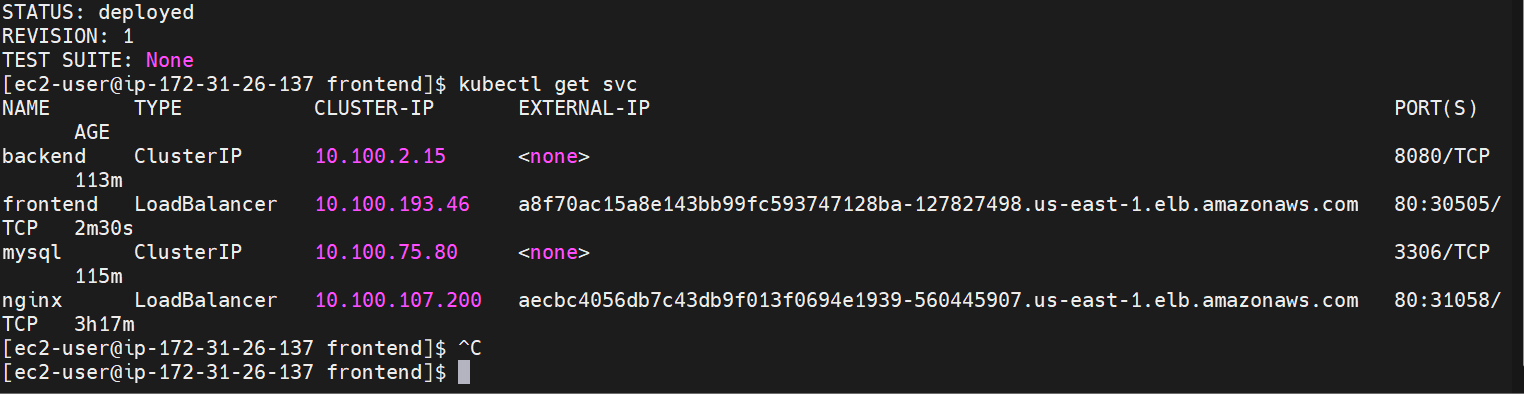 STATUS: deployed
REVISION: 1
TEST SUITE: None
[ec2-user@ip-172-31-26-137 frontend]$ kubectl get svc
NAME       TYPE           CLUSTER-IP       EXTERNAL-IP                                                              PORT(S)
      AGE
backend    ClusterIP      10.100.2.15      <none>                                                                   8080/TCP
      113m
frontend   LoadBalancer   10.100.193.46    a8f70ac15a8e143bb99fc593747128ba-127827498.us-east-1.elb.amazonaws.com   80:30505/
TCP   2m30s
mysql      ClusterIP      10.100.75.80     <none>                                                                   3306/TCP
      115m
nginx      LoadBalancer   10.100.107.200   aecbc4056db7c43db9f013f0694e1939-560445907.us-east-1.elb.amazonaws.com   80:31058/
TCP   3h17m
[ec2-user@ip-172-31-26-137 frontend]$ ^C
[ec2-user@ip-172-31-26-137 frontend]$